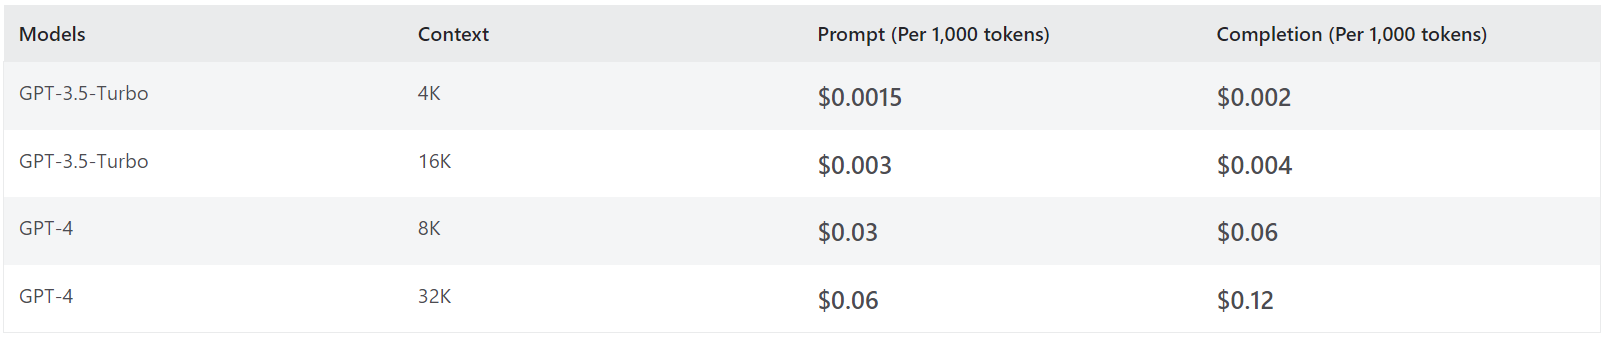 Models Context Prompt (Per 1,000 tokens) Completion (Per 1,000 tokens)
GPT-3.5-Turbo 4K $0.0015 $0.002
GPT-3.5-Turbo 16K $0.003 $0.004
GPT-4 8K $0.03 $0.06
GPT-4 32K $0.06 $0.12